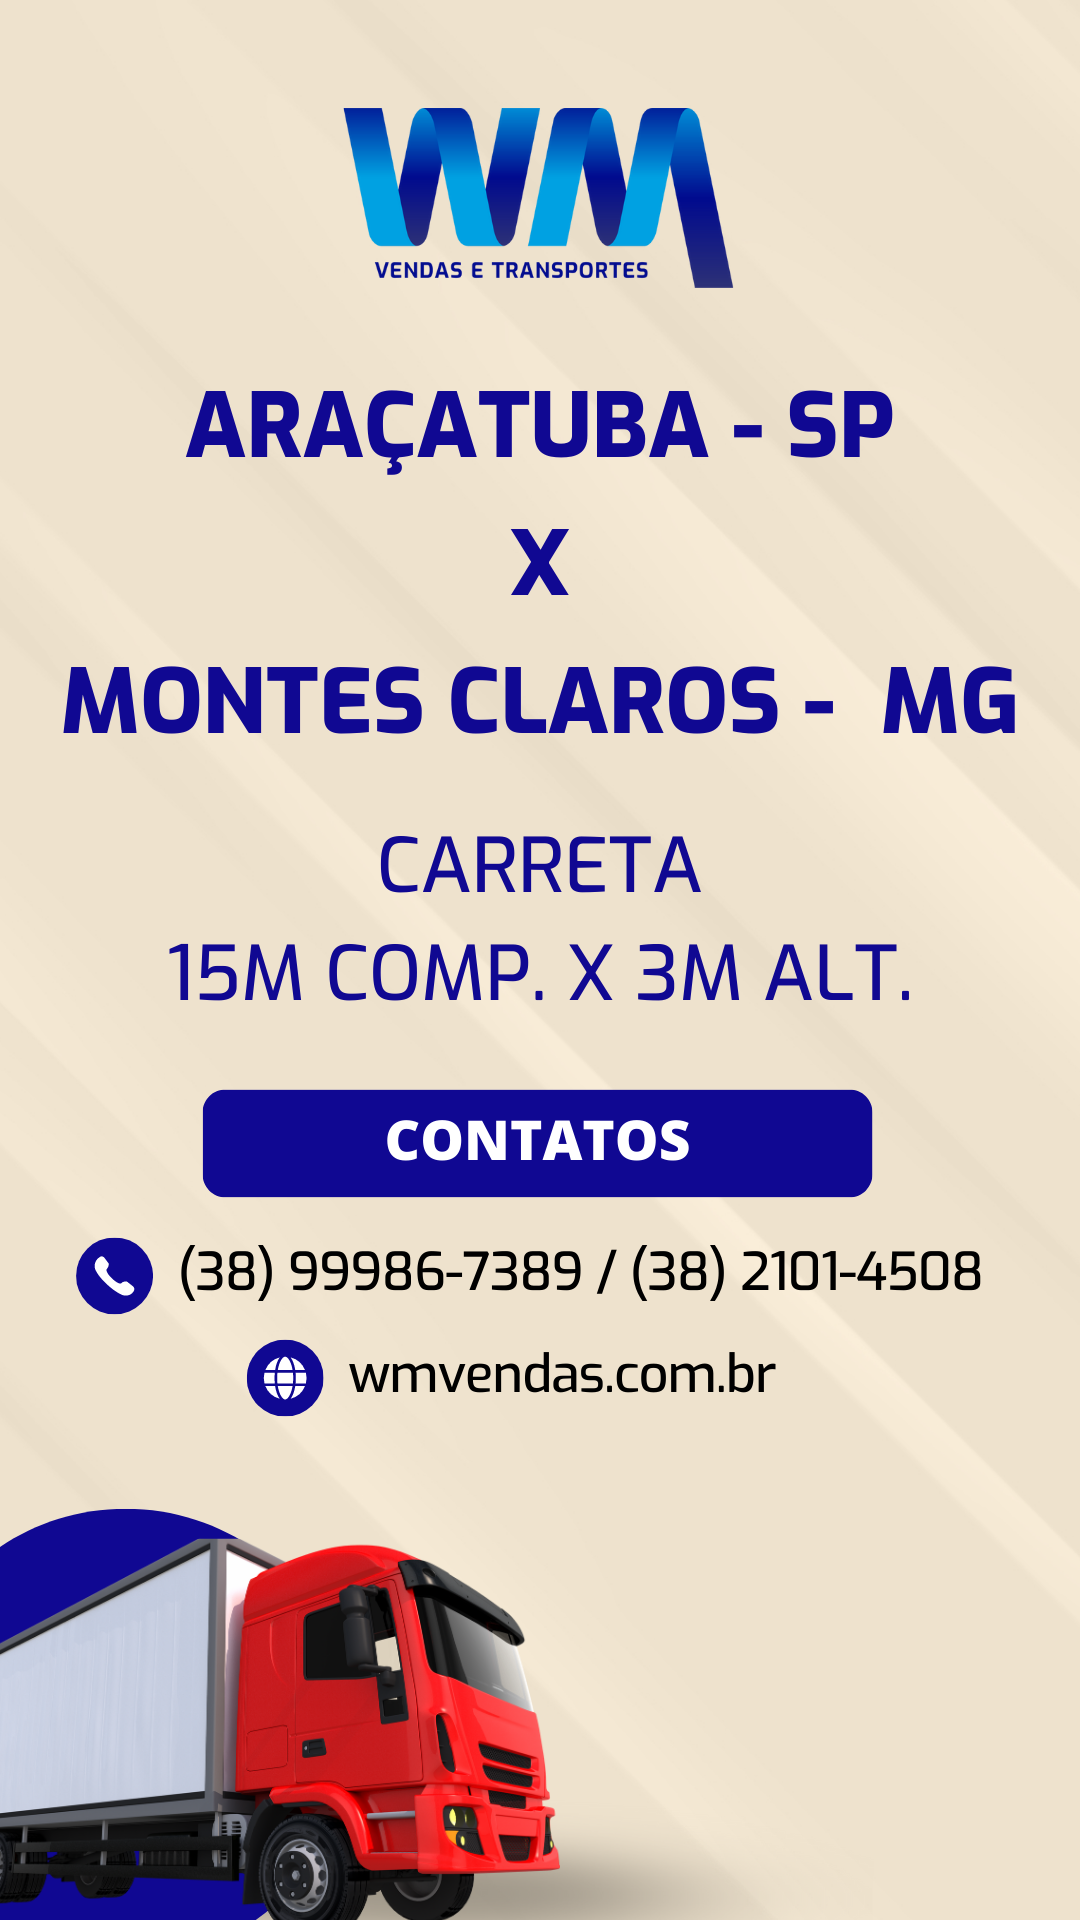 WM
VENDAS E TRANSPORTES
ARAÇATUBA - SP
X
MONTES CLAROS - MG
CARRETA
15M COMP. X 3M ALT.
CONTATOS
(38) 99986-7389 / (38) 2101-4508
wmvendas.com.br